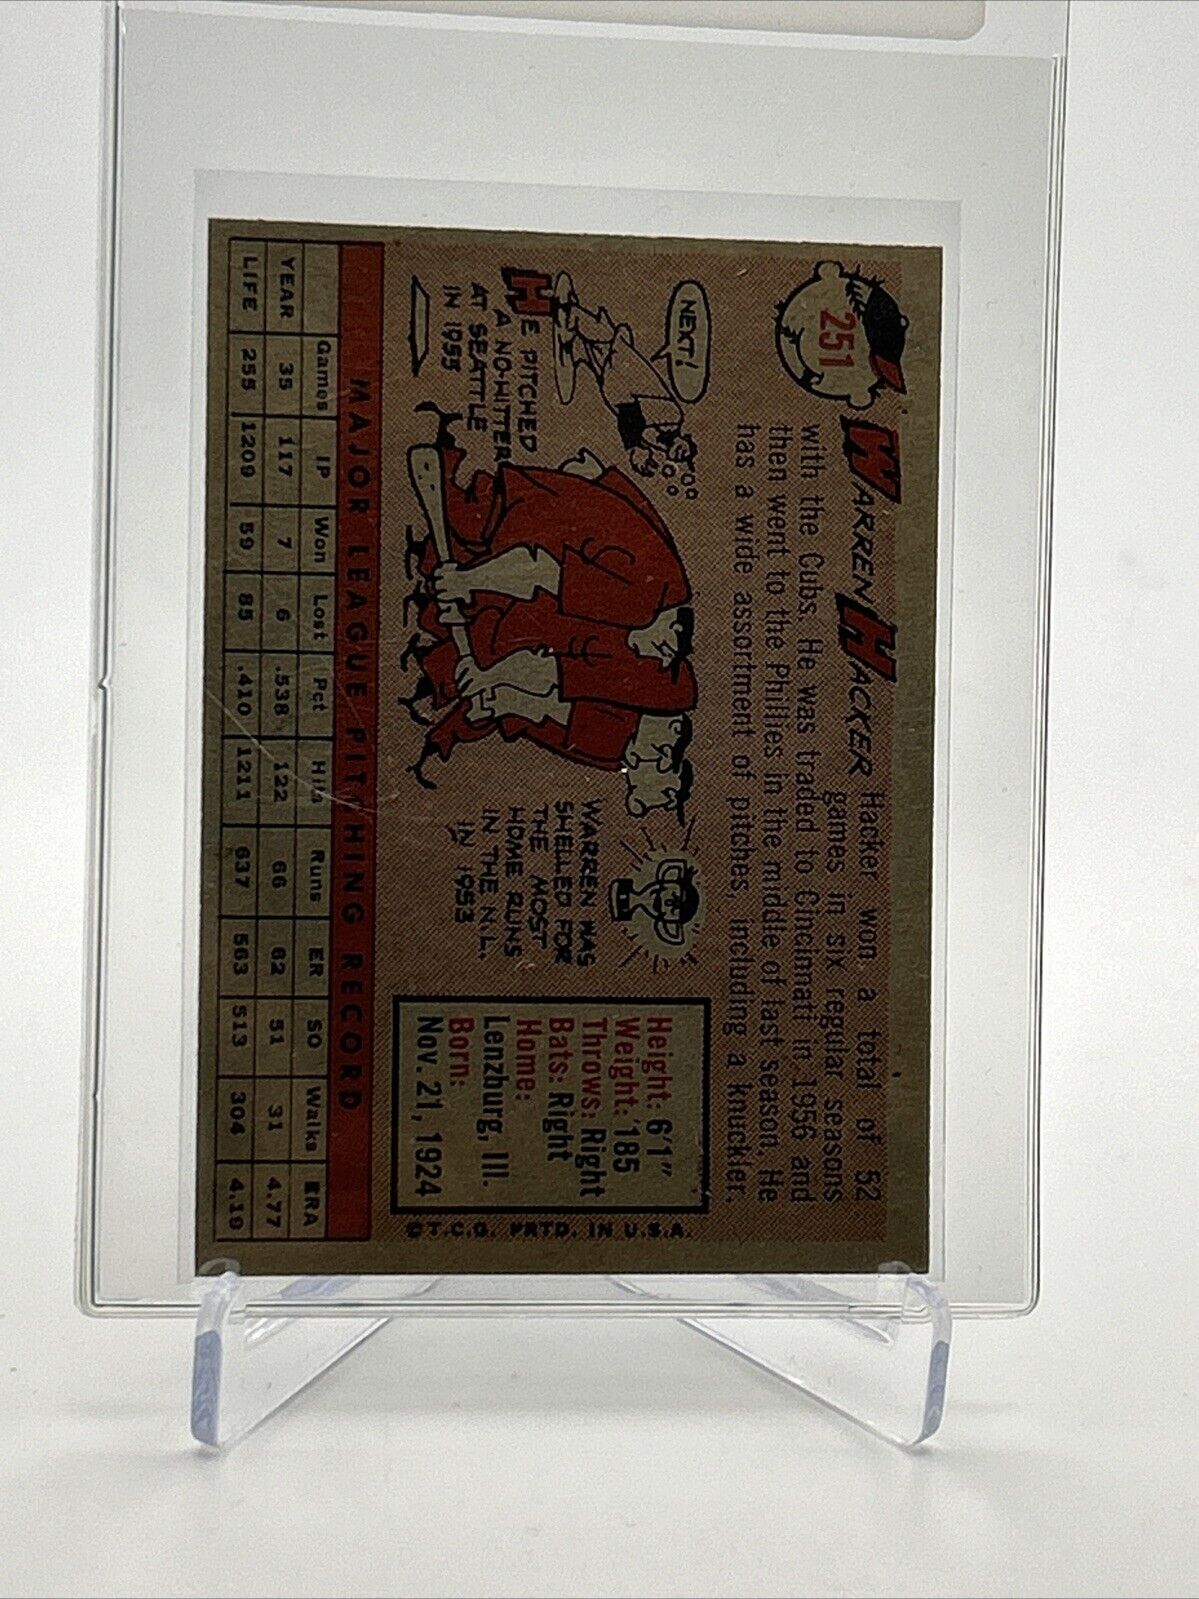 251
WARREN HACKER Hacker won a total of 52
games in six regular seasons
with the Cubs. He was traded to Cincinnati in 1956 and
then went to the Phillies in the middle of last season. He
has a wide assortment of pitches, including a knuckler.
NEXT!
HE PITCHED
A NO-HITTER
AT SEATTLE
IN 1955
WARREN WAS
SHELLED FOR
THE MOST
HOME RUNS
IN THE N.L.
IN 1953
Height: 6'1"
Weight: 185
Throws: Right
Bats: Right
Home:
Lenzburg, Ill.
Born:
Nov. 21, 1924
©T.C.G. PRTD. IN U.S.A.
MAJOR LEAGUE PITCHING RECORD
Games IP Won Lost Pct Hits Runs ER SO Walks ERA
YEAR 35 117 7 6 .538 122 66 62 51 31 4.77
LIFE 255 1209 59 85 .410 1211 637 563 513 304 4.19